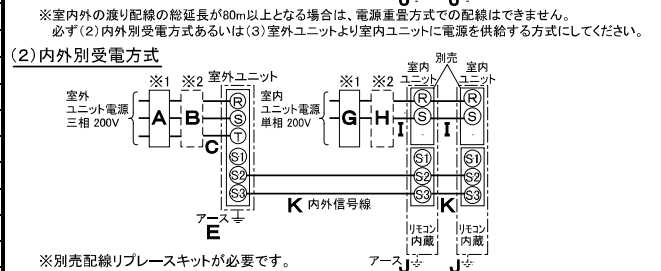 ※室内外の渡り配線の総延長が80m以上となる場合は、電源重畳方式での配線はできません。
必ず(2)内外別受電方式あるいは(3)室外ユニットより室内ユニットに電源を供給する方式にしてください。
(2)内外別受電方式
別売
※1 ※2 室外ユニット
※1 ※2 室内ユニット 室内ユニット
室外
ユニット電源
三相 200V
A B C
R
S
T
S1
S2
S3
室内
ユニット電源
単相 200V
G H I I
R
S
S1
S2
S3
R
S
S1
S2
S3
K 内外信号線 K
アース
E
リモコン
内蔵
リモコン
内蔵
アース J J
※別売配線リプレースキットが必要です。